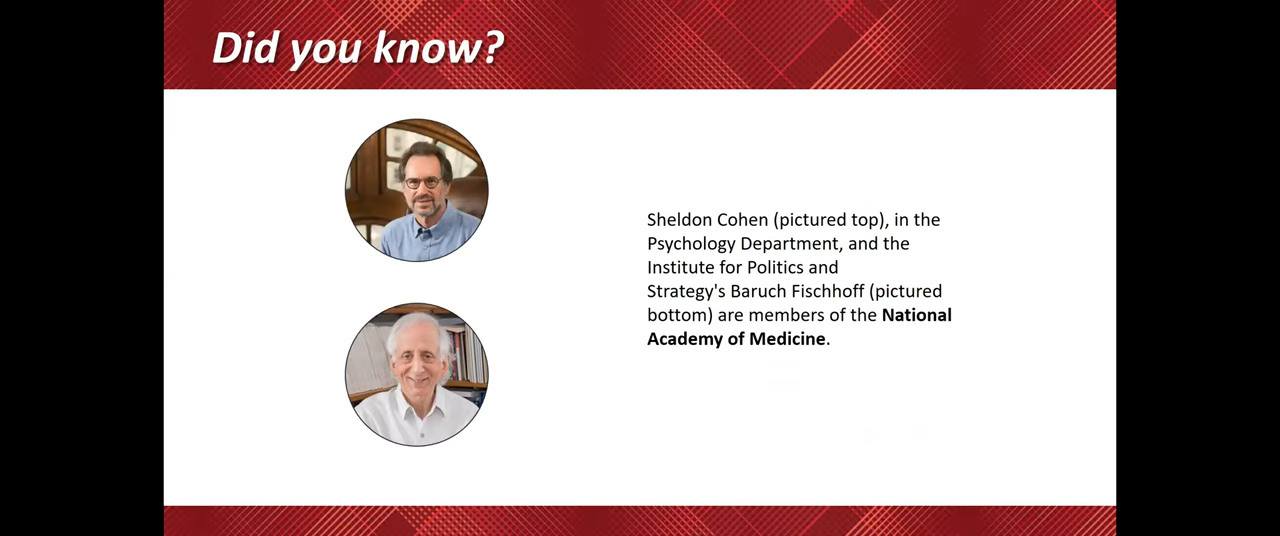 Did you know?
Sheldon Cohen (pictured top), in the
Psychology Department, and the
Institute for Politics and
Strategy's Baruch Fischhoff (pictured
bottom) are members of the National
Academy of Medicine.